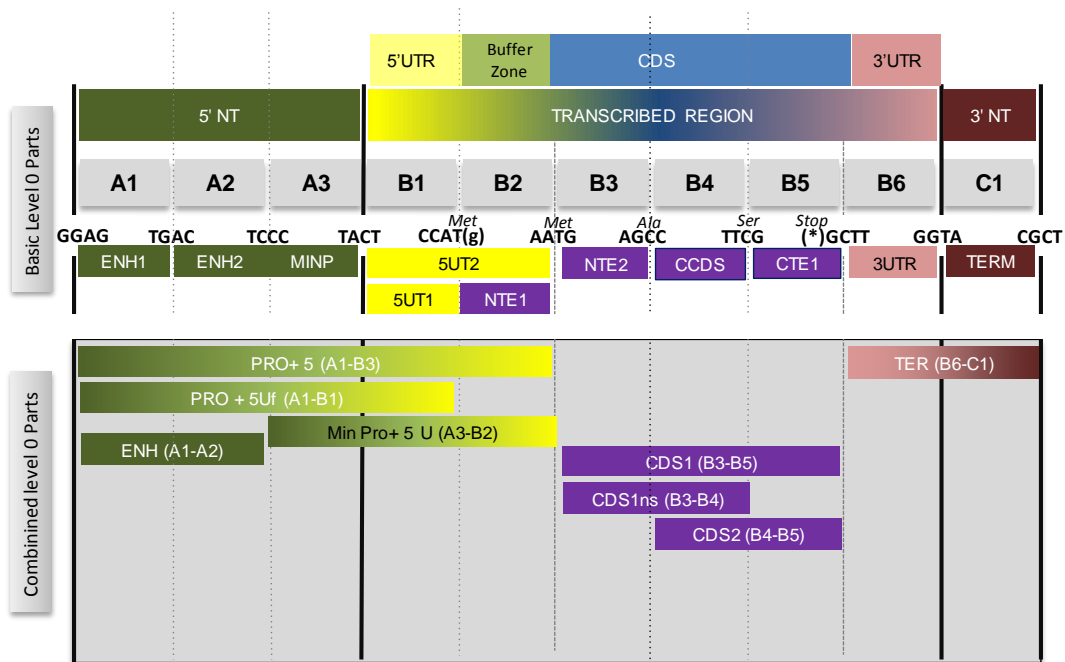 5'UTR
Buffer
Zone
CDS
3'UTR
5' NT
TRANSCRIBED REGION
3' NT
Basic Level 0 Parts
A1
A2
A3
B1
B2
B3
B4
B5
B6
C1
Met
Met
Ala
Ser
Stop
GGAG
TGAC
TCCC
TACT
CCAT(g)
AATG
AGCC
TTCG
(*)GCTT
GGTA
CGCT
ENH1
ENH2
MINP
5UT2
NTE2
CCDS
CTE1
3UTR
TERM
5UT1
NTE1
Combinined level 0 Parts
PRO+ 5 (A1-B3)
TER (B6-C1)
PRO + 5Uf (A1-B1)
Min Pro+ 5 U (A3-B2)
ENH (A1-A2)
CDS1 (B3-B5)
CDS1ns (B3-B4)
CDS2 (B4-B5)